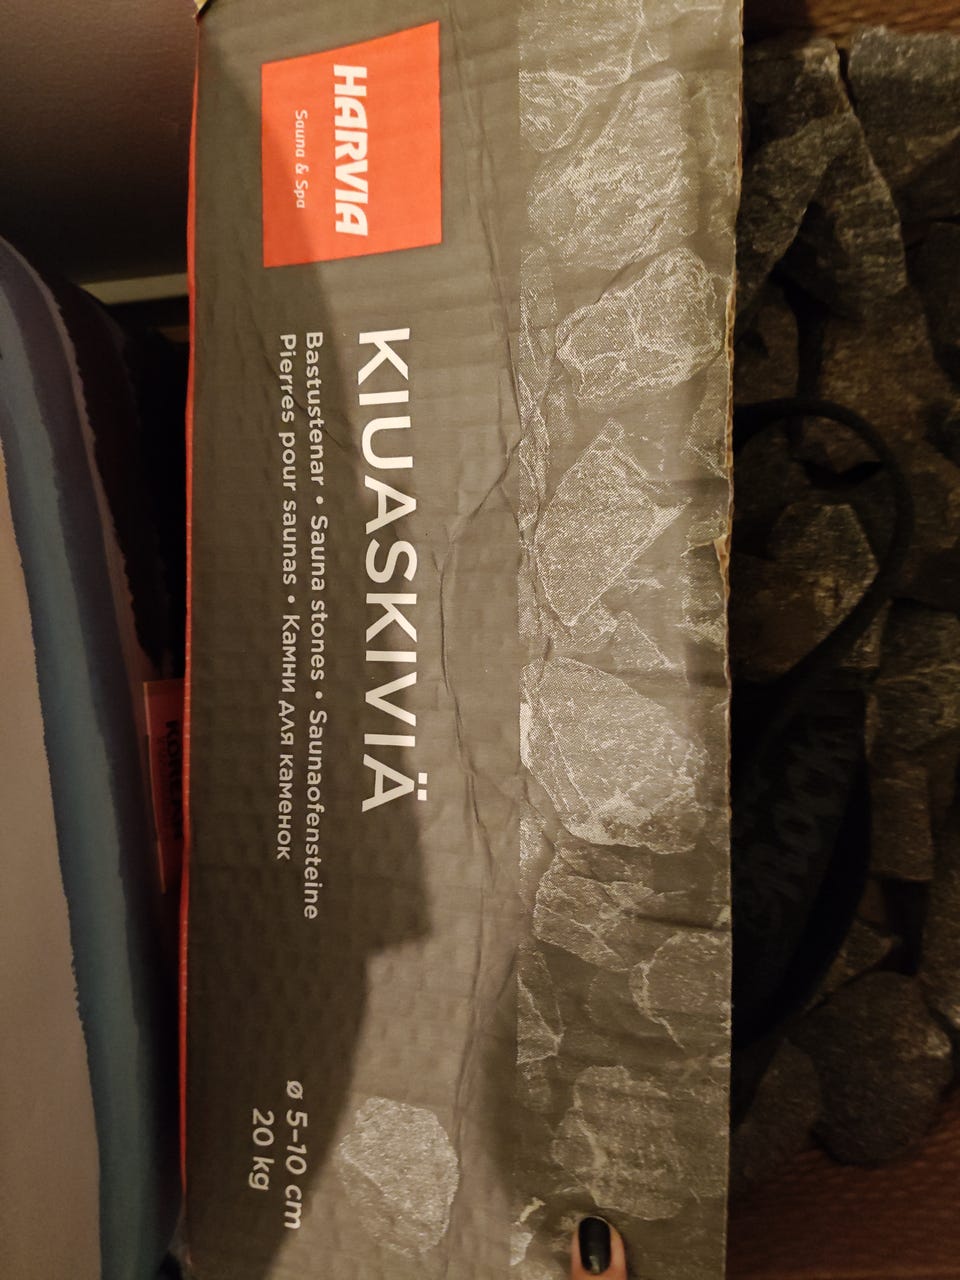 HARVIA
Sauna & Spa
KIUASKIVIÄ
Bastustenar • Sauna stones • Saunaofensteine
Pierres pour saunas • Камни для каменок
ø 5-10 cm
20 kg